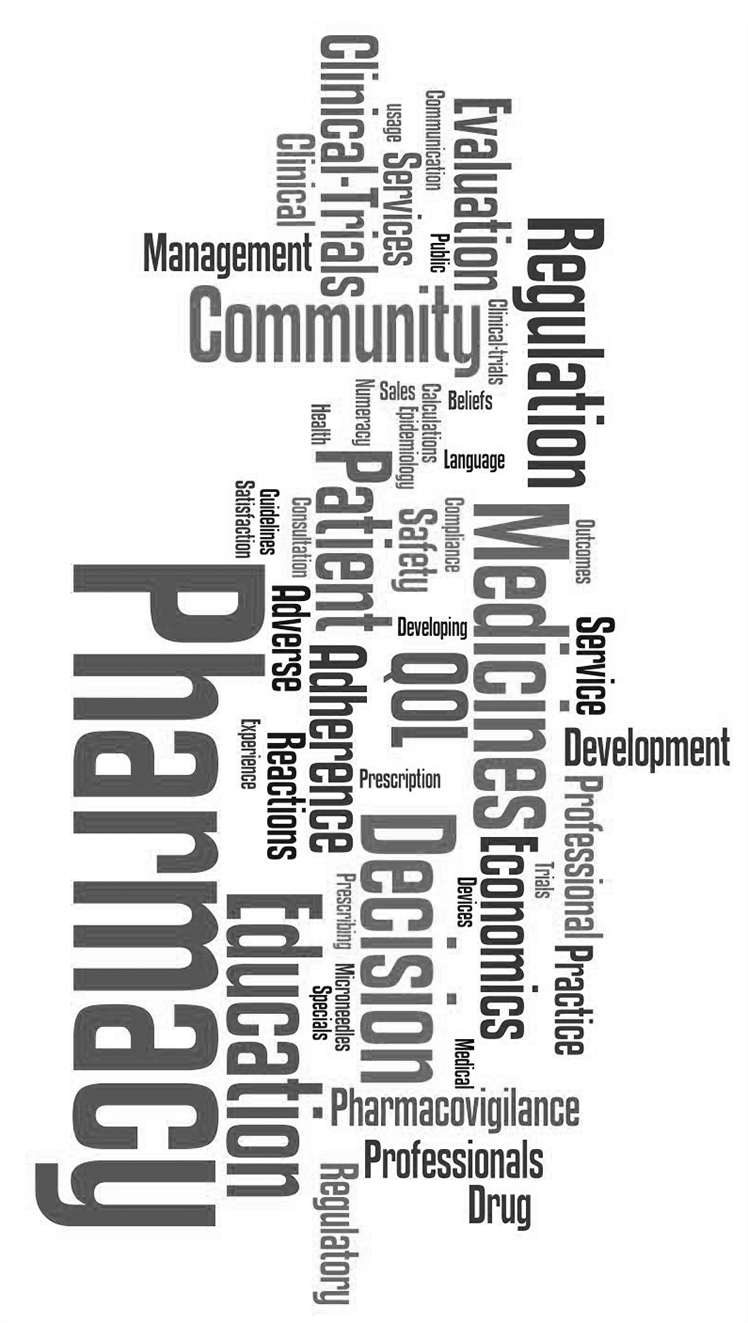 Clinical-Trials
Communication
usage
Evaluation
Clinical
Services
Public
Management
Regulation
Community
Clinical-trials
Numeracy
Sales
Calculations
Beliefs
Health
Epidemiology
Language
Patient
Guidelines
Satisfaction
Consultation
Safety
Compliance
Medicines
Outcomes
Pharmacy
Adverse
Developing
Service
Adherence
QOL
Development
Experience
Reactions
Prescription
Professional
Decision
Economics
Trials
Devices
Prescribing
Education
Practice
Microneedles
Specials
Medical
Pharmacovigilance
Professionals
Regulatory
Drug